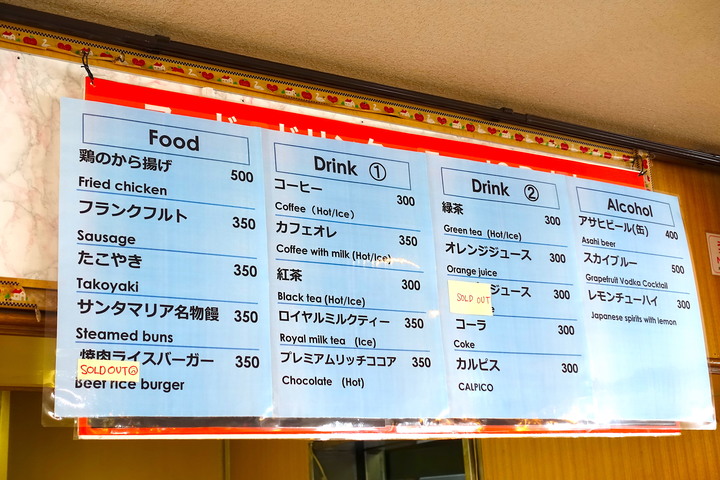 Food
鶏のから揚げ 500
Fried chicken
フランクフルト 350
Sausage
たこやき 350
Takoyaki
サンタマリア名物饅 350
Steamed buns
焼肉ライスバーガー 350
SOLD OUT
Beef rice burger
Drink ①
コーヒー 300
Coffee (Hot/Ice)
カフェオレ 350
Coffee with milk (Hot/Ice)
紅茶 300
Black tea (Hot/Ice)
ロイヤルミルクティー 350
Royal milk tea (Ice)
プレミアムリッチココア 350
Chocolate (Hot)
Drink ②
緑茶 300
Green tea (Hot/Ice)
オレンジジュース 300
Orange juice
ジュース 300
SOLD OUT
コーラ 300
Coke
カルピス 300
CALPICO
Alcohol
アサヒビール(缶) 400
Asahi beer
スカイブルー 500
Grapefruit Vodka Cocktail
レモンチューハイ 300
Japanese spirits with lemon